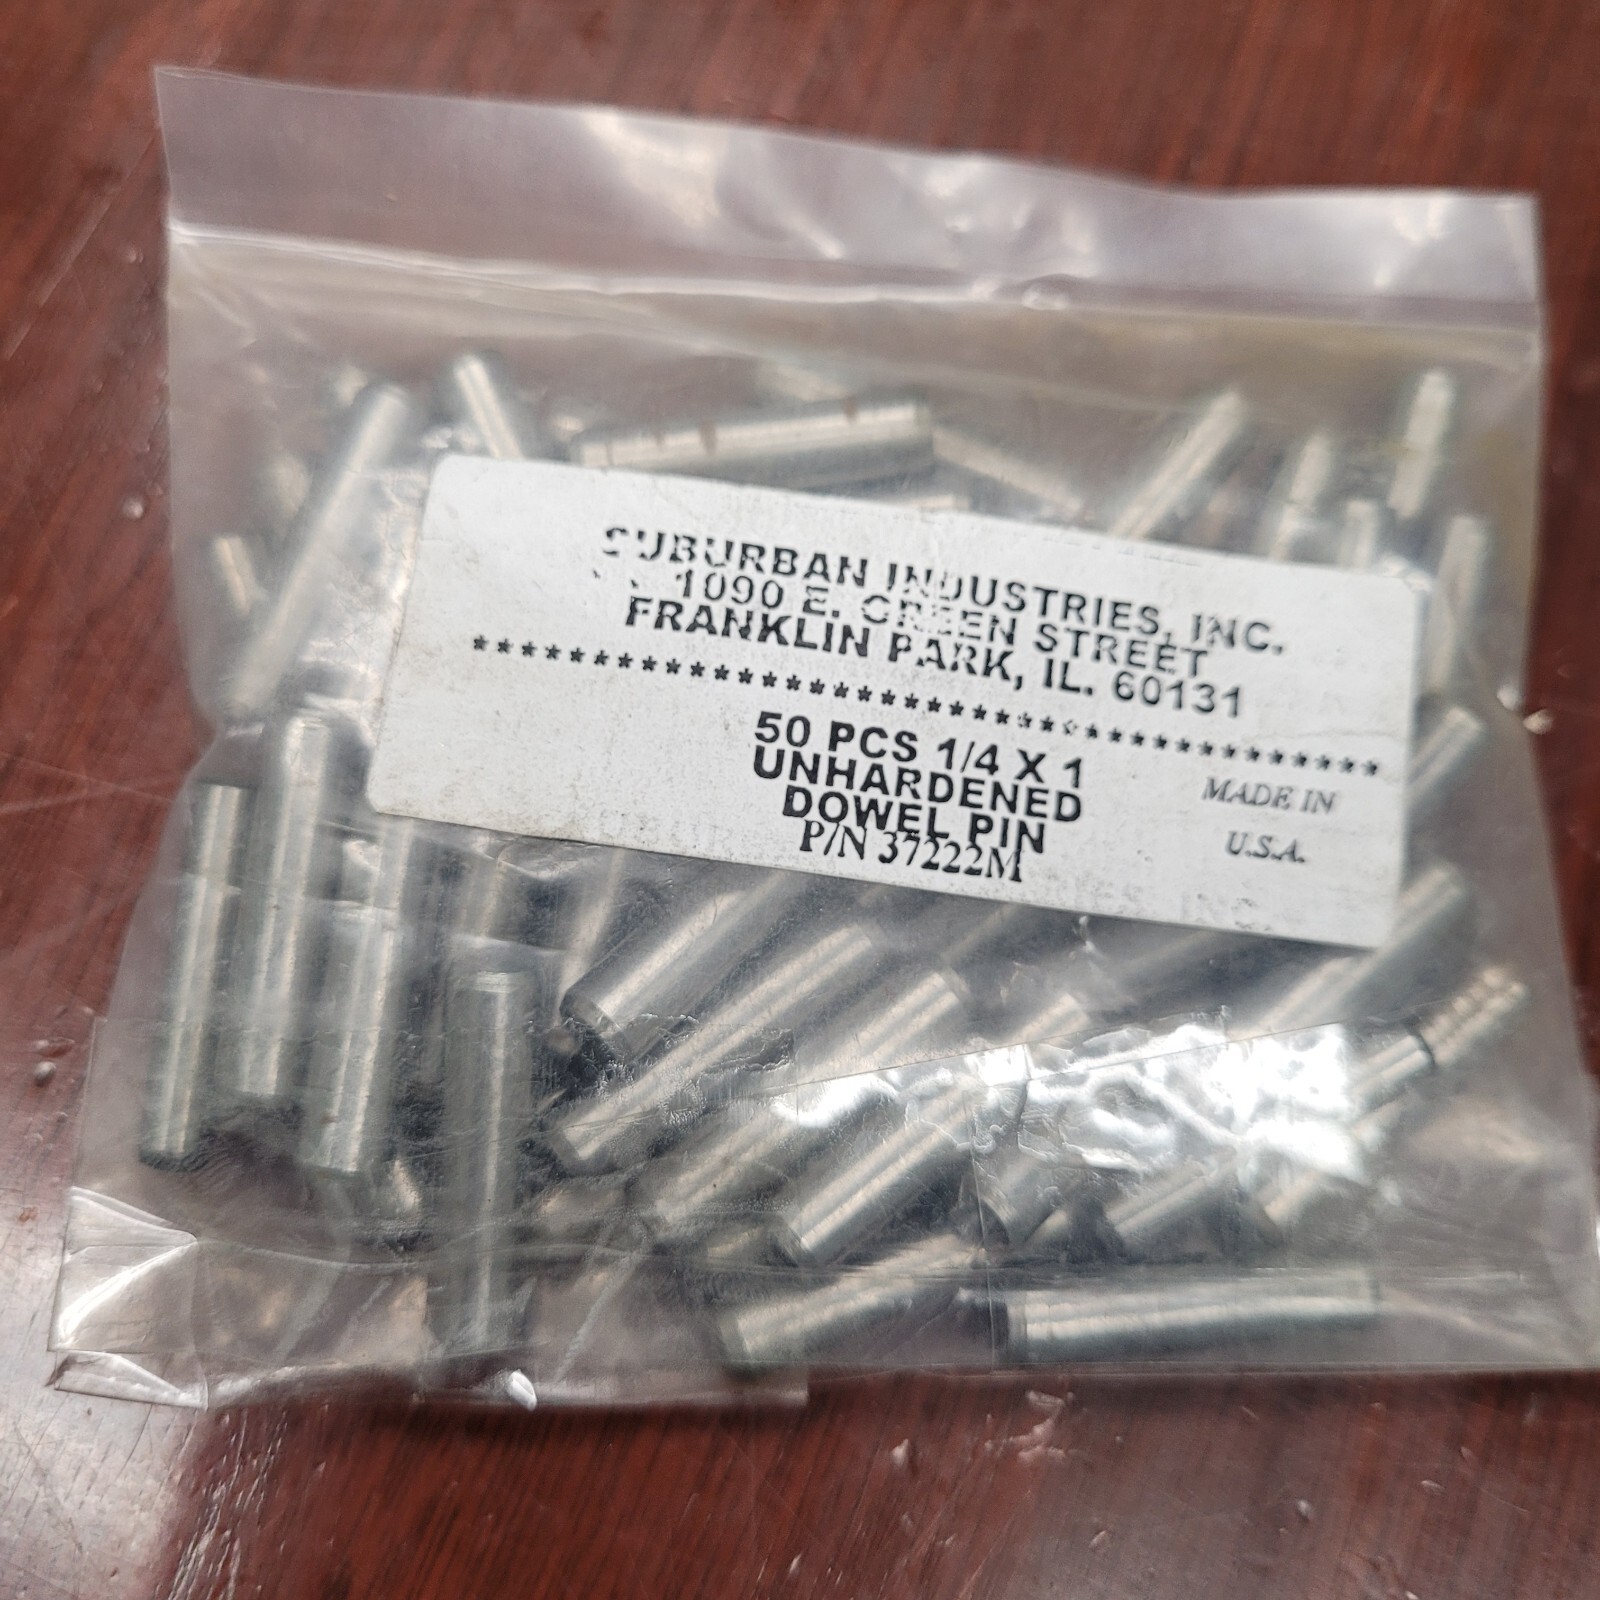 SUBURBAN INDUSTRIES, INC.
1090 E. GREEN STREET
FRANKLIN PARK, IL. 60131
**************************************
50 PCS 1/4 X 1
UNHARDENED
DOWEL PIN
P/N 37222M
MADE IN
U.S.A.